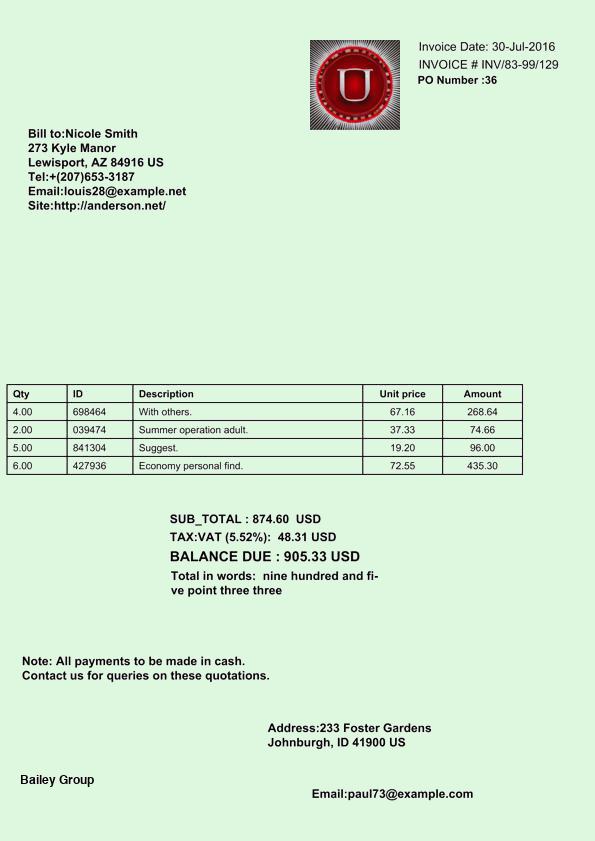 U
Invoice Date: 30-Jul-2016
INVOICE # INV/83-99/129
PO Number :36
Bill to:Nicole Smith
273 Kyle Manor
Lewisport, AZ 84916 US
Tel:+(207)653-3187
Email:louis28@example.net
Site:http://anderson.net/
Qty ID Description Unit price Amount
4.00 698464 With others. 67.16 268.64
2.00 039474 Summer operation adult. 37.33 74.66
5.00 841304 Suggest. 19.20 96.00
6.00 427936 Economy personal find. 72.55 435.30
SUB_TOTAL : 874.60 USD
TAX:VAT (5.52%): 48.31 USD
BALANCE DUE : 905.33 USD
Total in words: nine hundred and fi-
ve point three three
Note: All payments to be made in cash.
Contact us for queries on these quotations.
Address:233 Foster Gardens
Johnburgh, ID 41900 US
Bailey Group
Email:paul73@example.com